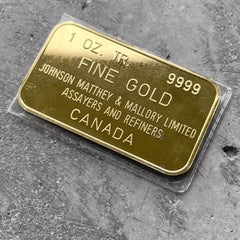 1 OZ. TR. 9999
FINE GOLD
JOHNSON MATTHEY & MALLORY LIMITED
ASSAYERS AND REFINERS
CANADA